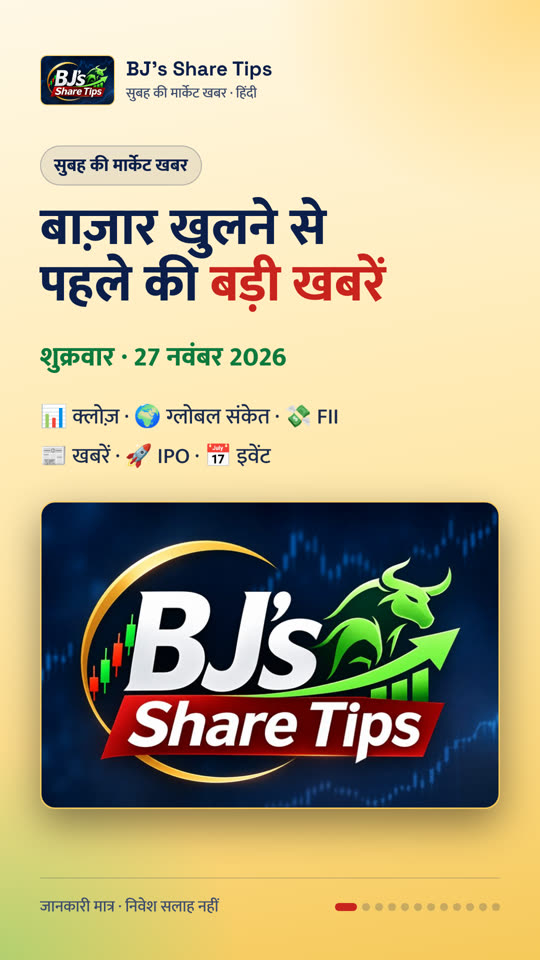 BJ's Share Tips
BJ's Share Tips
सुबह की मार्केट खबर · हिंदी
सुबह की मार्केट खबर
बाज़ार खुलने से
पहले की बड़ी खबरें
शुक्रवार · 27 नवंबर 2026
📊 क्लोज़ · 🌍 ग्लोबल संकेत · 💸 FII
📰 खबरें · 🚀 IPO · 📅 इवेंट
BJ's
Share Tips
जानकारी मात्र · निवेश सलाह नहीं